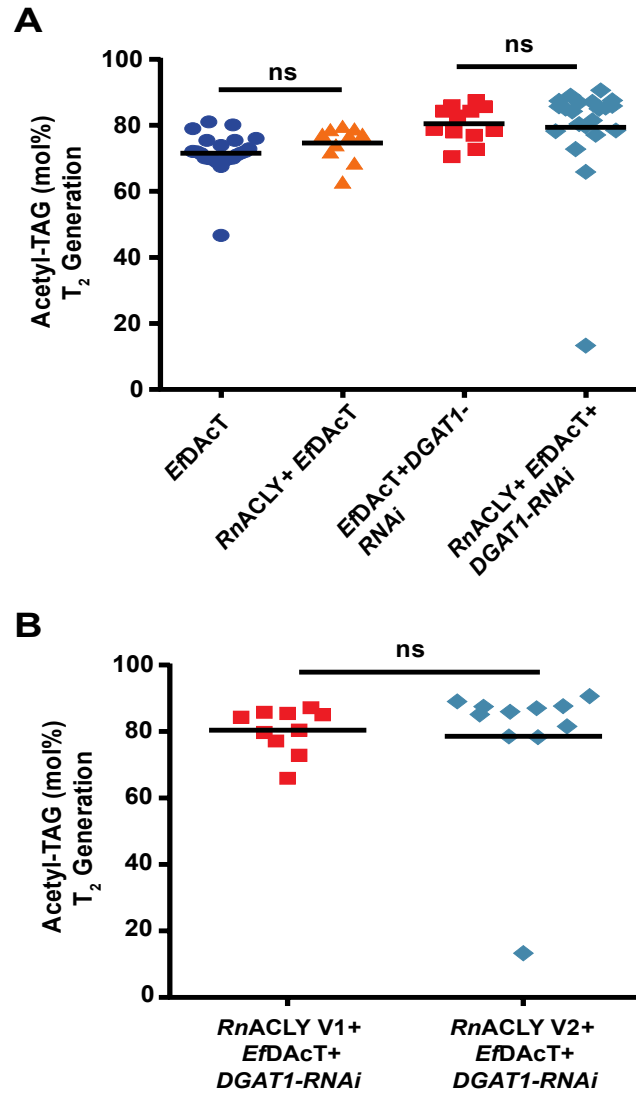 A
ns
ns
100
80
60
40
20
0
Acetyl-TAG (mol%)
T2 Generation
EfDAcT
RnACLY+ EfDAcT
EfDAcT+DGAT1-
RNAi
RnACLY+ EfDAcT+
DGAT1-RNAi
B
ns
100
80
60
40
20
0
Acetyl-TAG (mol%)
T2 Generation
RnACLY V1+
EfDAcT+
DGAT1-RNAi
RnACLY V2+
EfDAcT+
DGAT1-RNAi